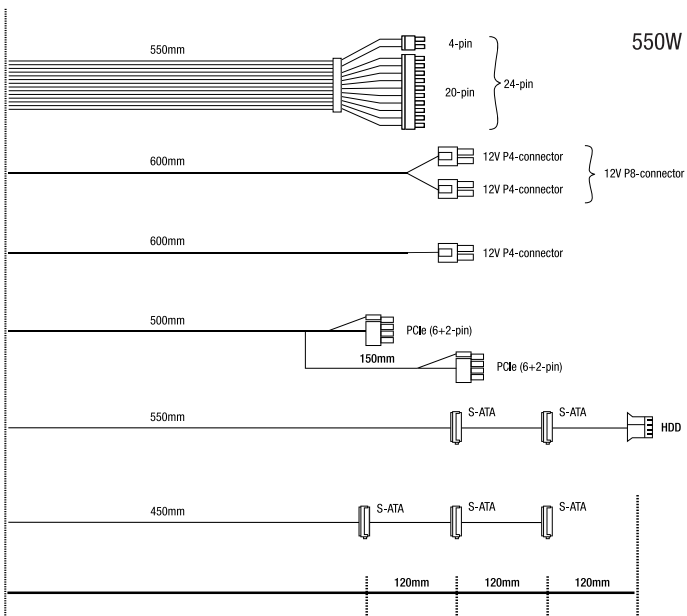 550W
550mm
4-pin
20-pin
24-pin
600mm
12V P4-connector
12V P4-connector
12V P8-connector
600mm
12V P4-connector
500mm
PCIe (6+2-pin)
150mm
PCIe (6+2-pin)
550mm
S-ATA
S-ATA
HDD
450mm
S-ATA
S-ATA
S-ATA
120mm
120mm
120mm